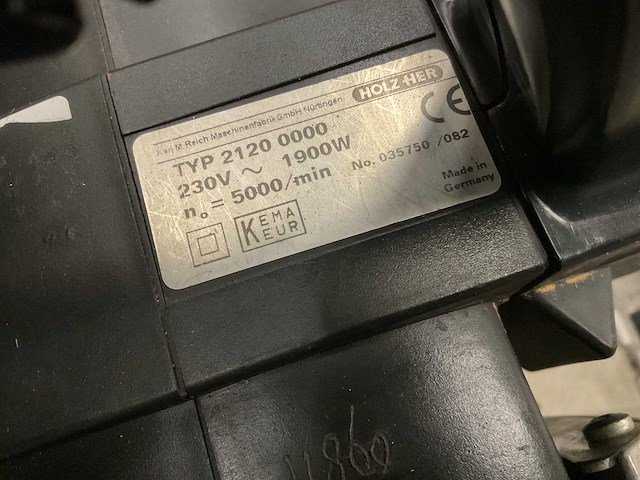 Karl M. Reich Maschinenfabrik GmbH Nürtingen HOLZ-HER
TYP 2120 0000
CE
230V ~ 1900W
No. 035750 /082
n₀ = 5000/min
Made in
Germany
KEMA
KEUR